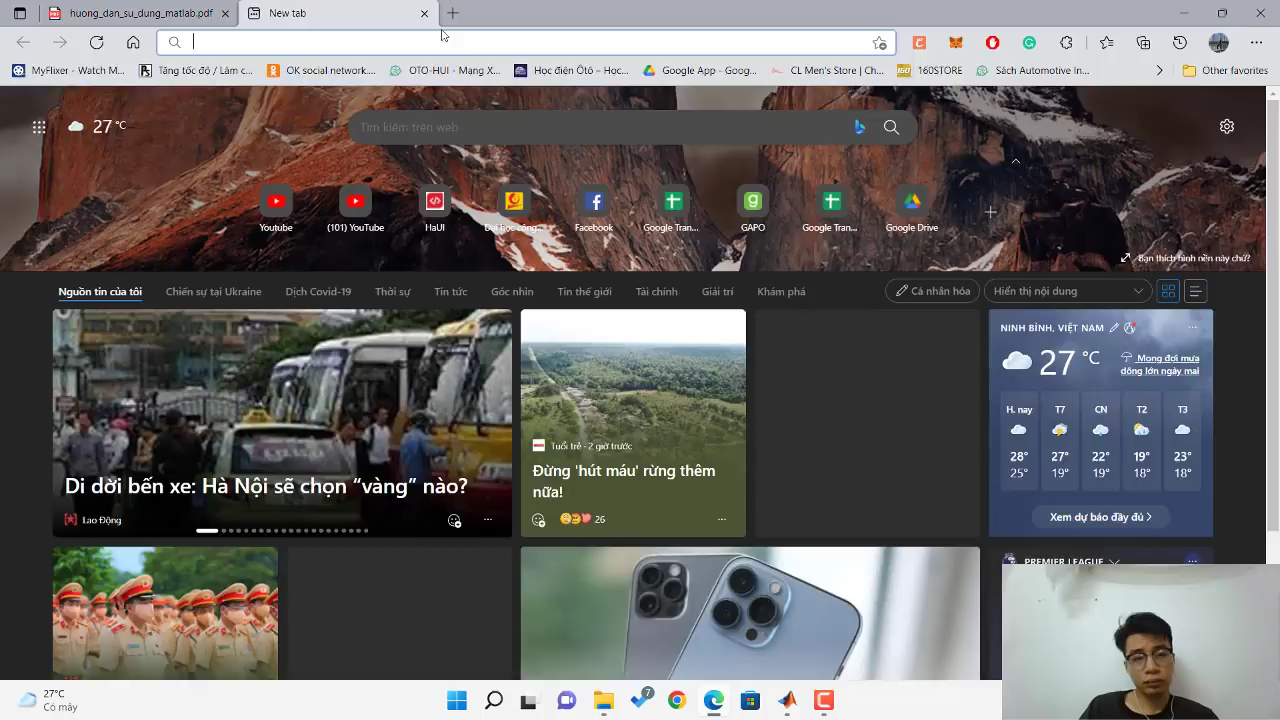 huong_dan_su_dung_matlab.pdf
New tab
MyFlixer - Watch M...
Tăng tốc độ / Làm c...
OK social network...
OTO-HUI - Mạng X...
Học điện Ôtô – Hoc...
Google App – Goog...
CL Men's Store | Ch...
160STORE
Sách Automotive In...
Other favorites
27 °C
Tìm kiếm trên web
Youtube
(101) YouTube
HaUI
Đại học công...
Facebook
Google Tran...
GAPO
Google Tran...
Google Drive
Bạn thích hình nền này chứ?
Nguồn tin của tôi
Chiến sự tại Ukraine
Dịch Covid-19
Thời sự
Tin tức
Góc nhìn
Tin thế giới
Tài chính
Giải trí
Khám phá
Cá nhân hóa
Hiển thị nội dung
Di dời bến xe: Hà Nội sẽ chọn “vàng” nào?
Lao Động
Tuổi trẻ · 2 giờ trước
Đừng 'hút máu' rừng thêm
nữa!
26
NINH BÌNH, VIỆT NAM
27 °C
Mong đợi mưa
dông lớn ngày mai
H. nay T7 CN T2 T3
28° 27° 22° 19° 23°
25° 19° 19° 18° 18°
Xem dự báo đầy đủ
PREMIER LEAGUE
27°C
Có mây
7